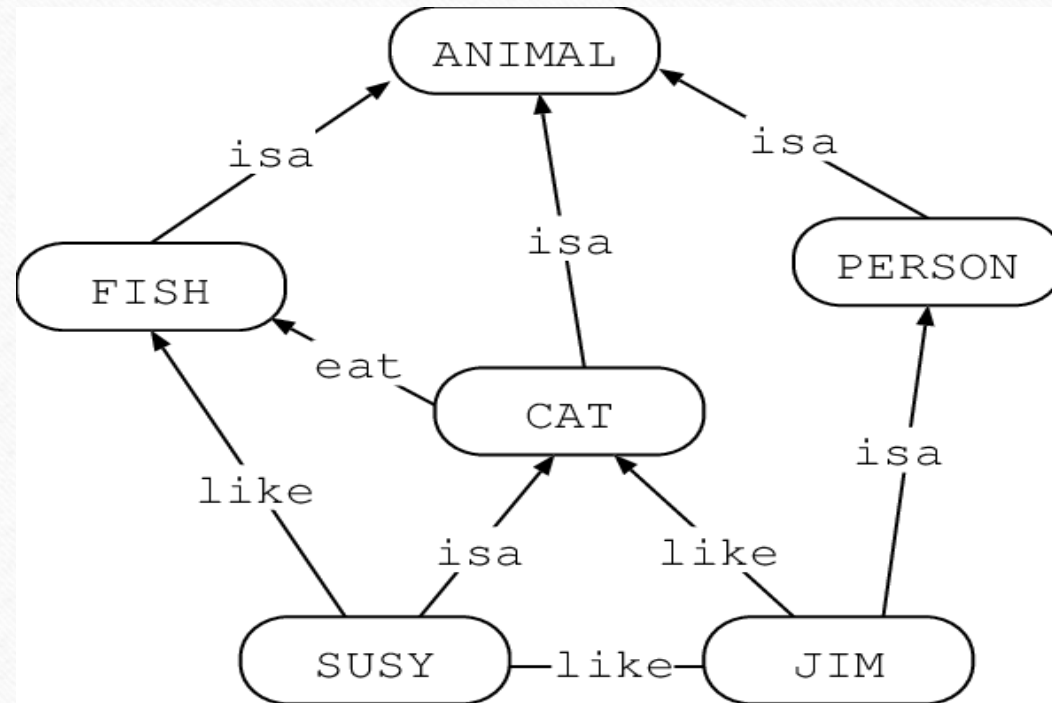 ANIMAL
isa
isa
isa
FISH
PERSON
eat
CAT
isa
like
isa
like
SUSY
like
JIM